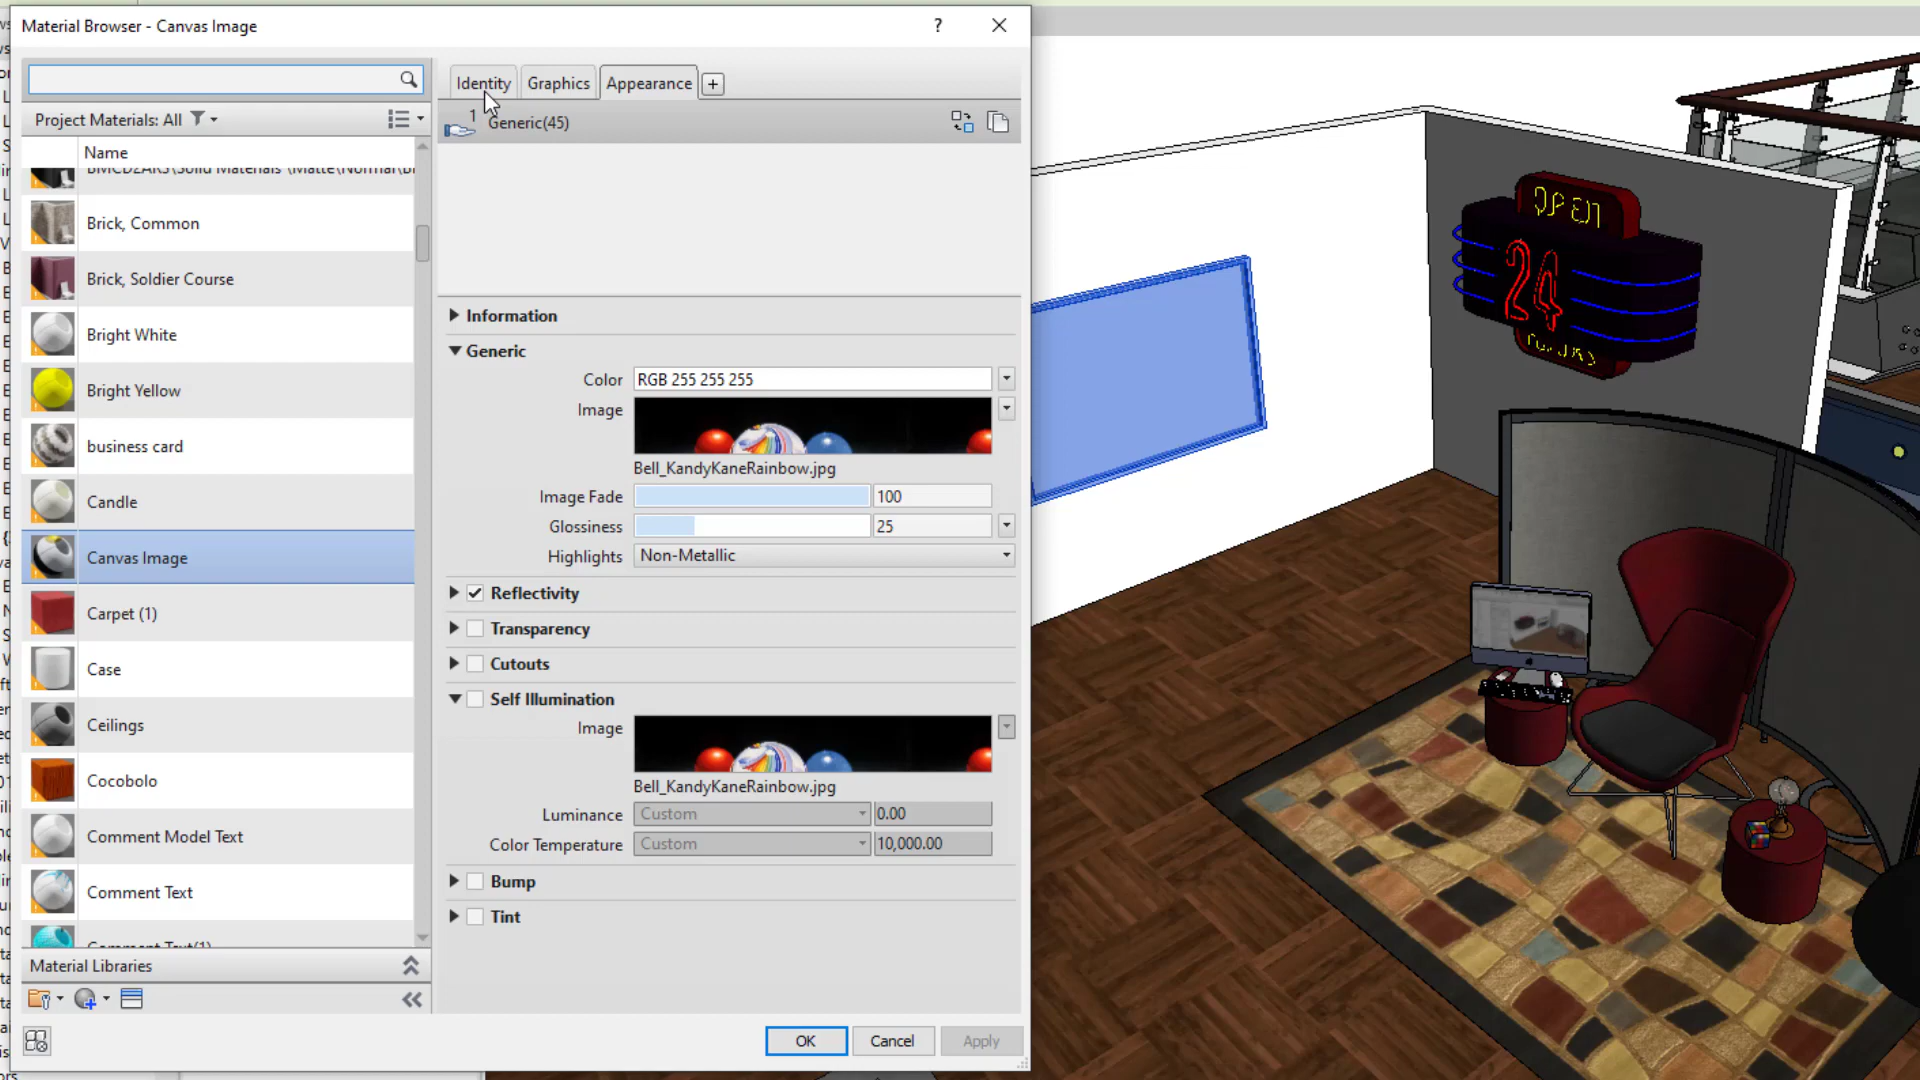 Material Browser - Canvas Image
?
Identity
Graphics
Appearance
+
1
Generic(45)
Project Materials: All
Name
Brick, Common
Brick, Soldier Course
Bright White
Bright Yellow
business card
Candle
Canvas Image
Carpet (1)
Case
Ceilings
Cocobolo
Comment Model Text
Comment Text
Comment Text(1)
Material Libraries
Information
Generic
Color RGB 255 255 255
Image
Bell_KandyKaneRainbow.jpg
Image Fade 100
Glossiness 25
Highlights Non-Metallic
Reflectivity
Transparency
Cutouts
Self Illumination
Image
Bell_KandyKaneRainbow.jpg
Luminance Custom 0.00
Color Temperature Custom 10,000.00
Bump
Tint
OK
Cancel
Apply
OPEN
24